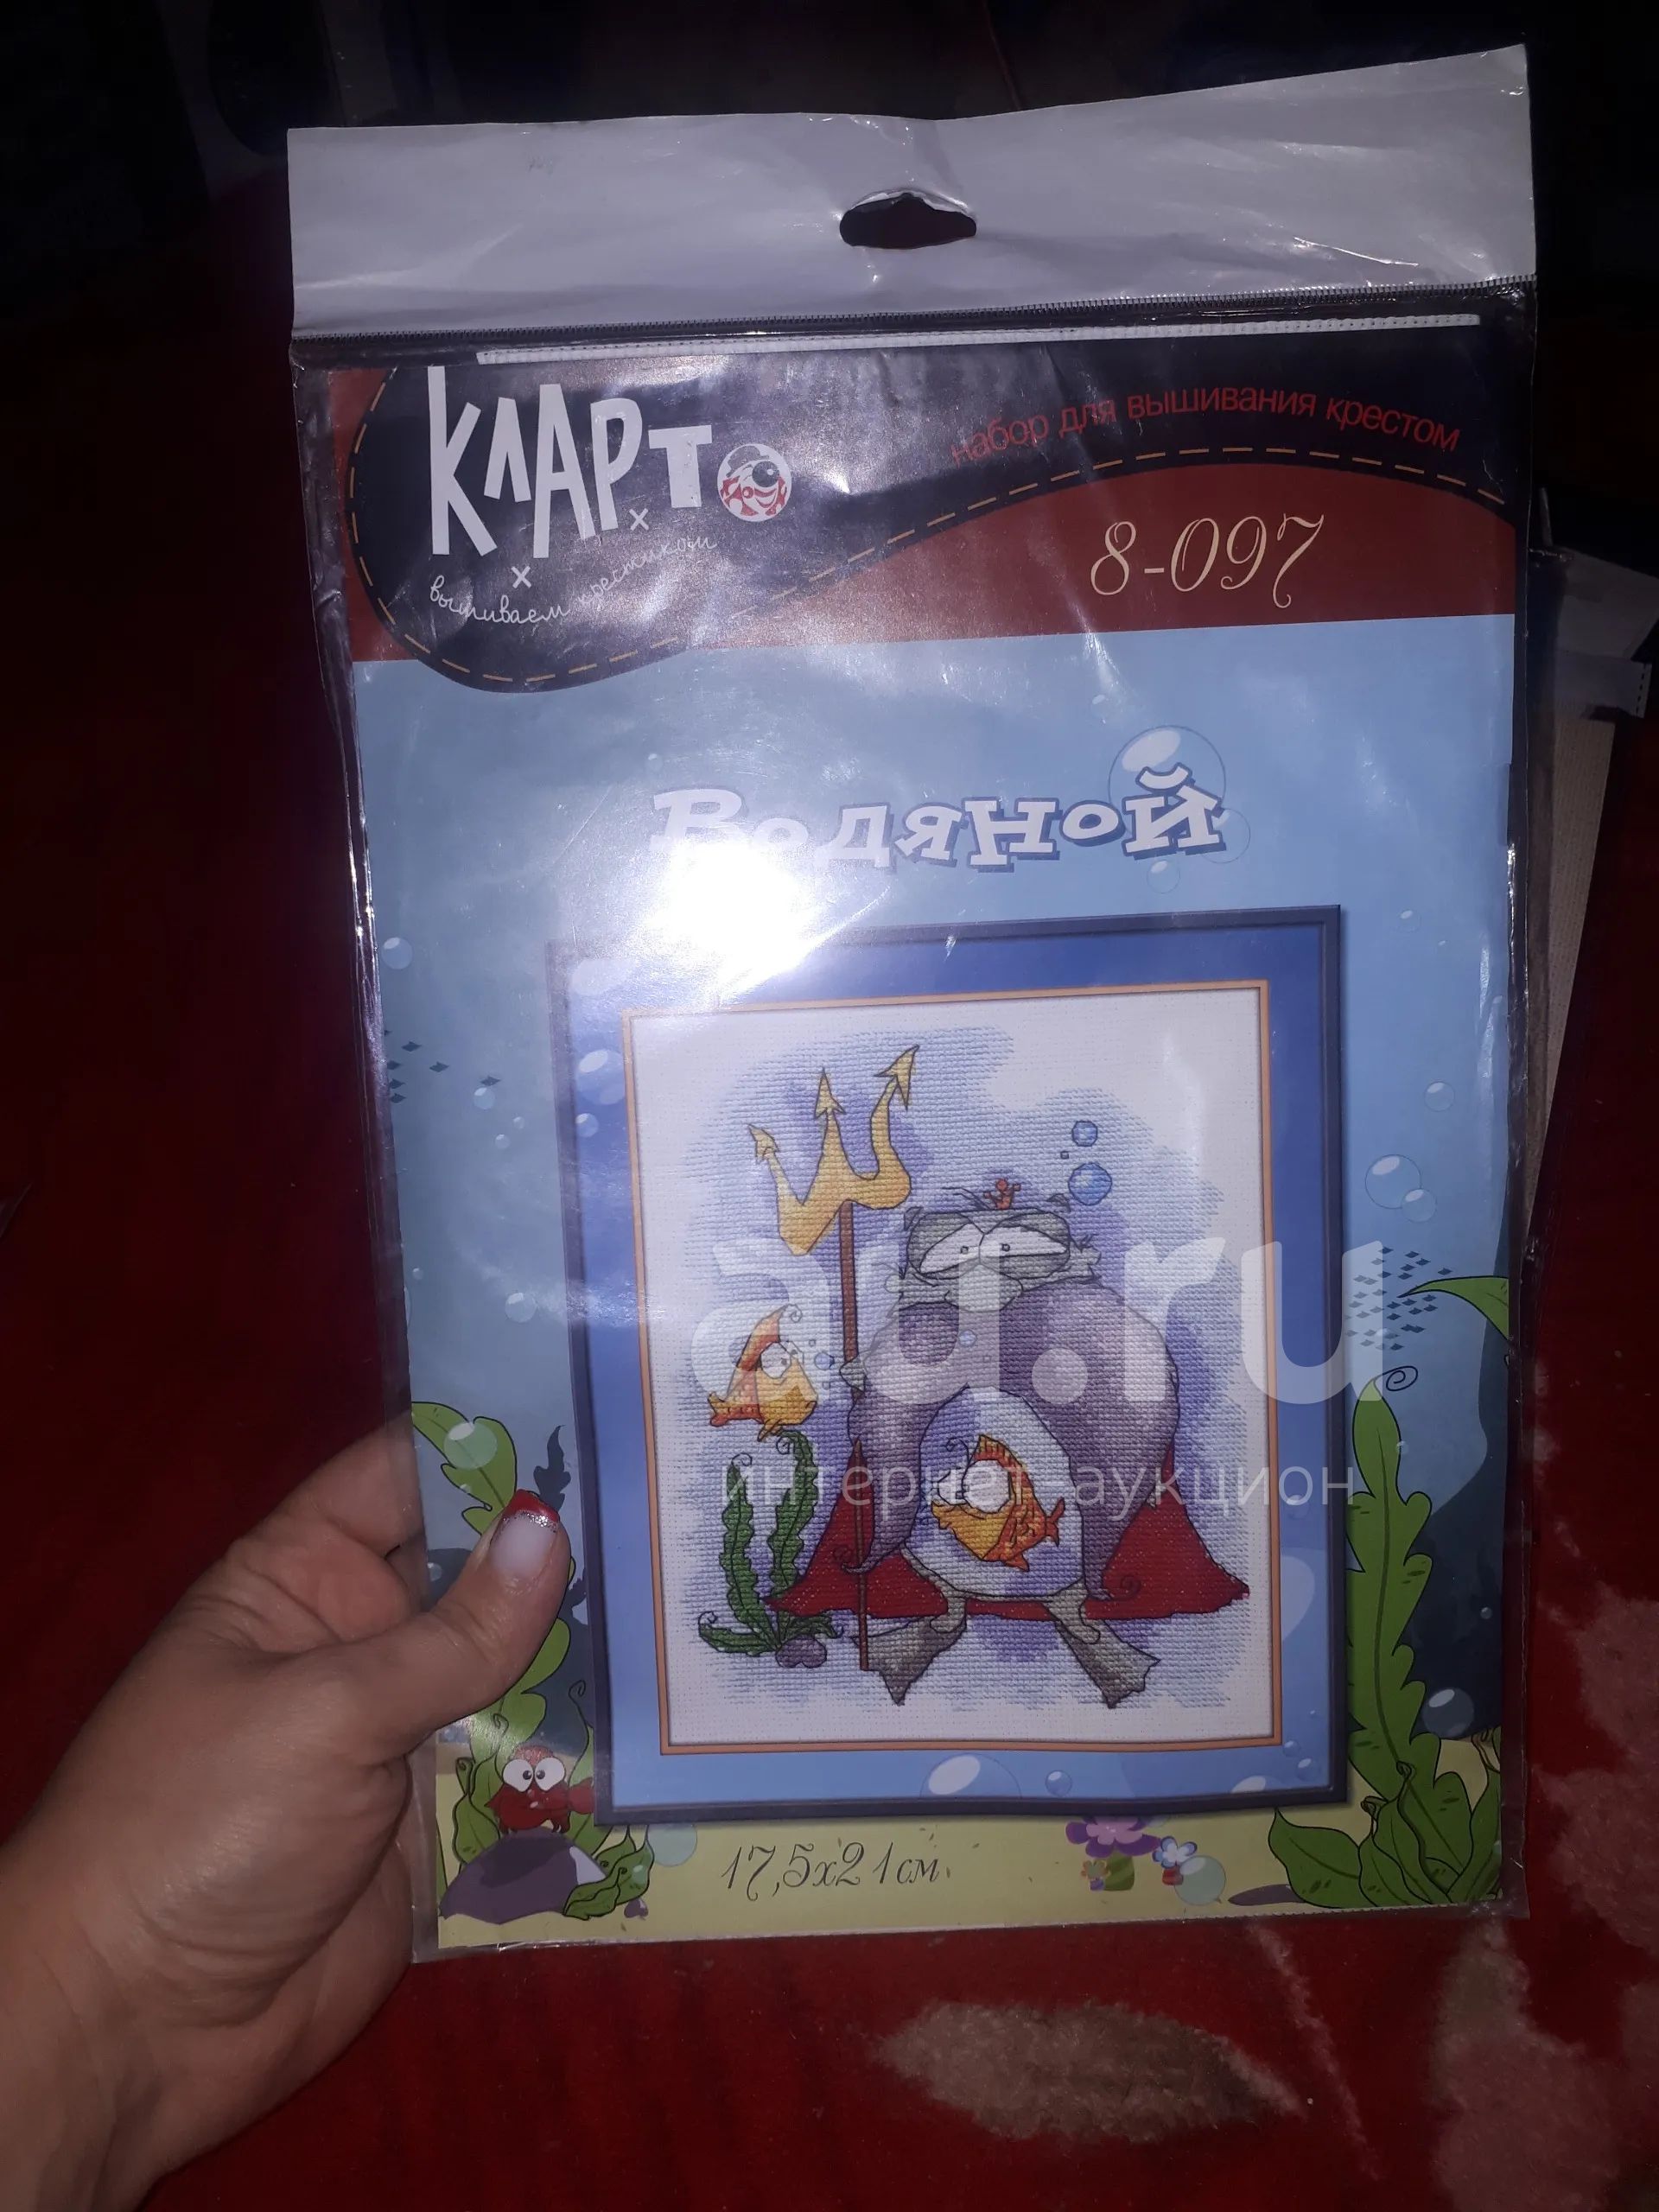 КЛАРТ
вышиваем крестиком
набор для вышивания крестом
8-097
Водяной
au.ru
интернет-аукцион
17,5х21см